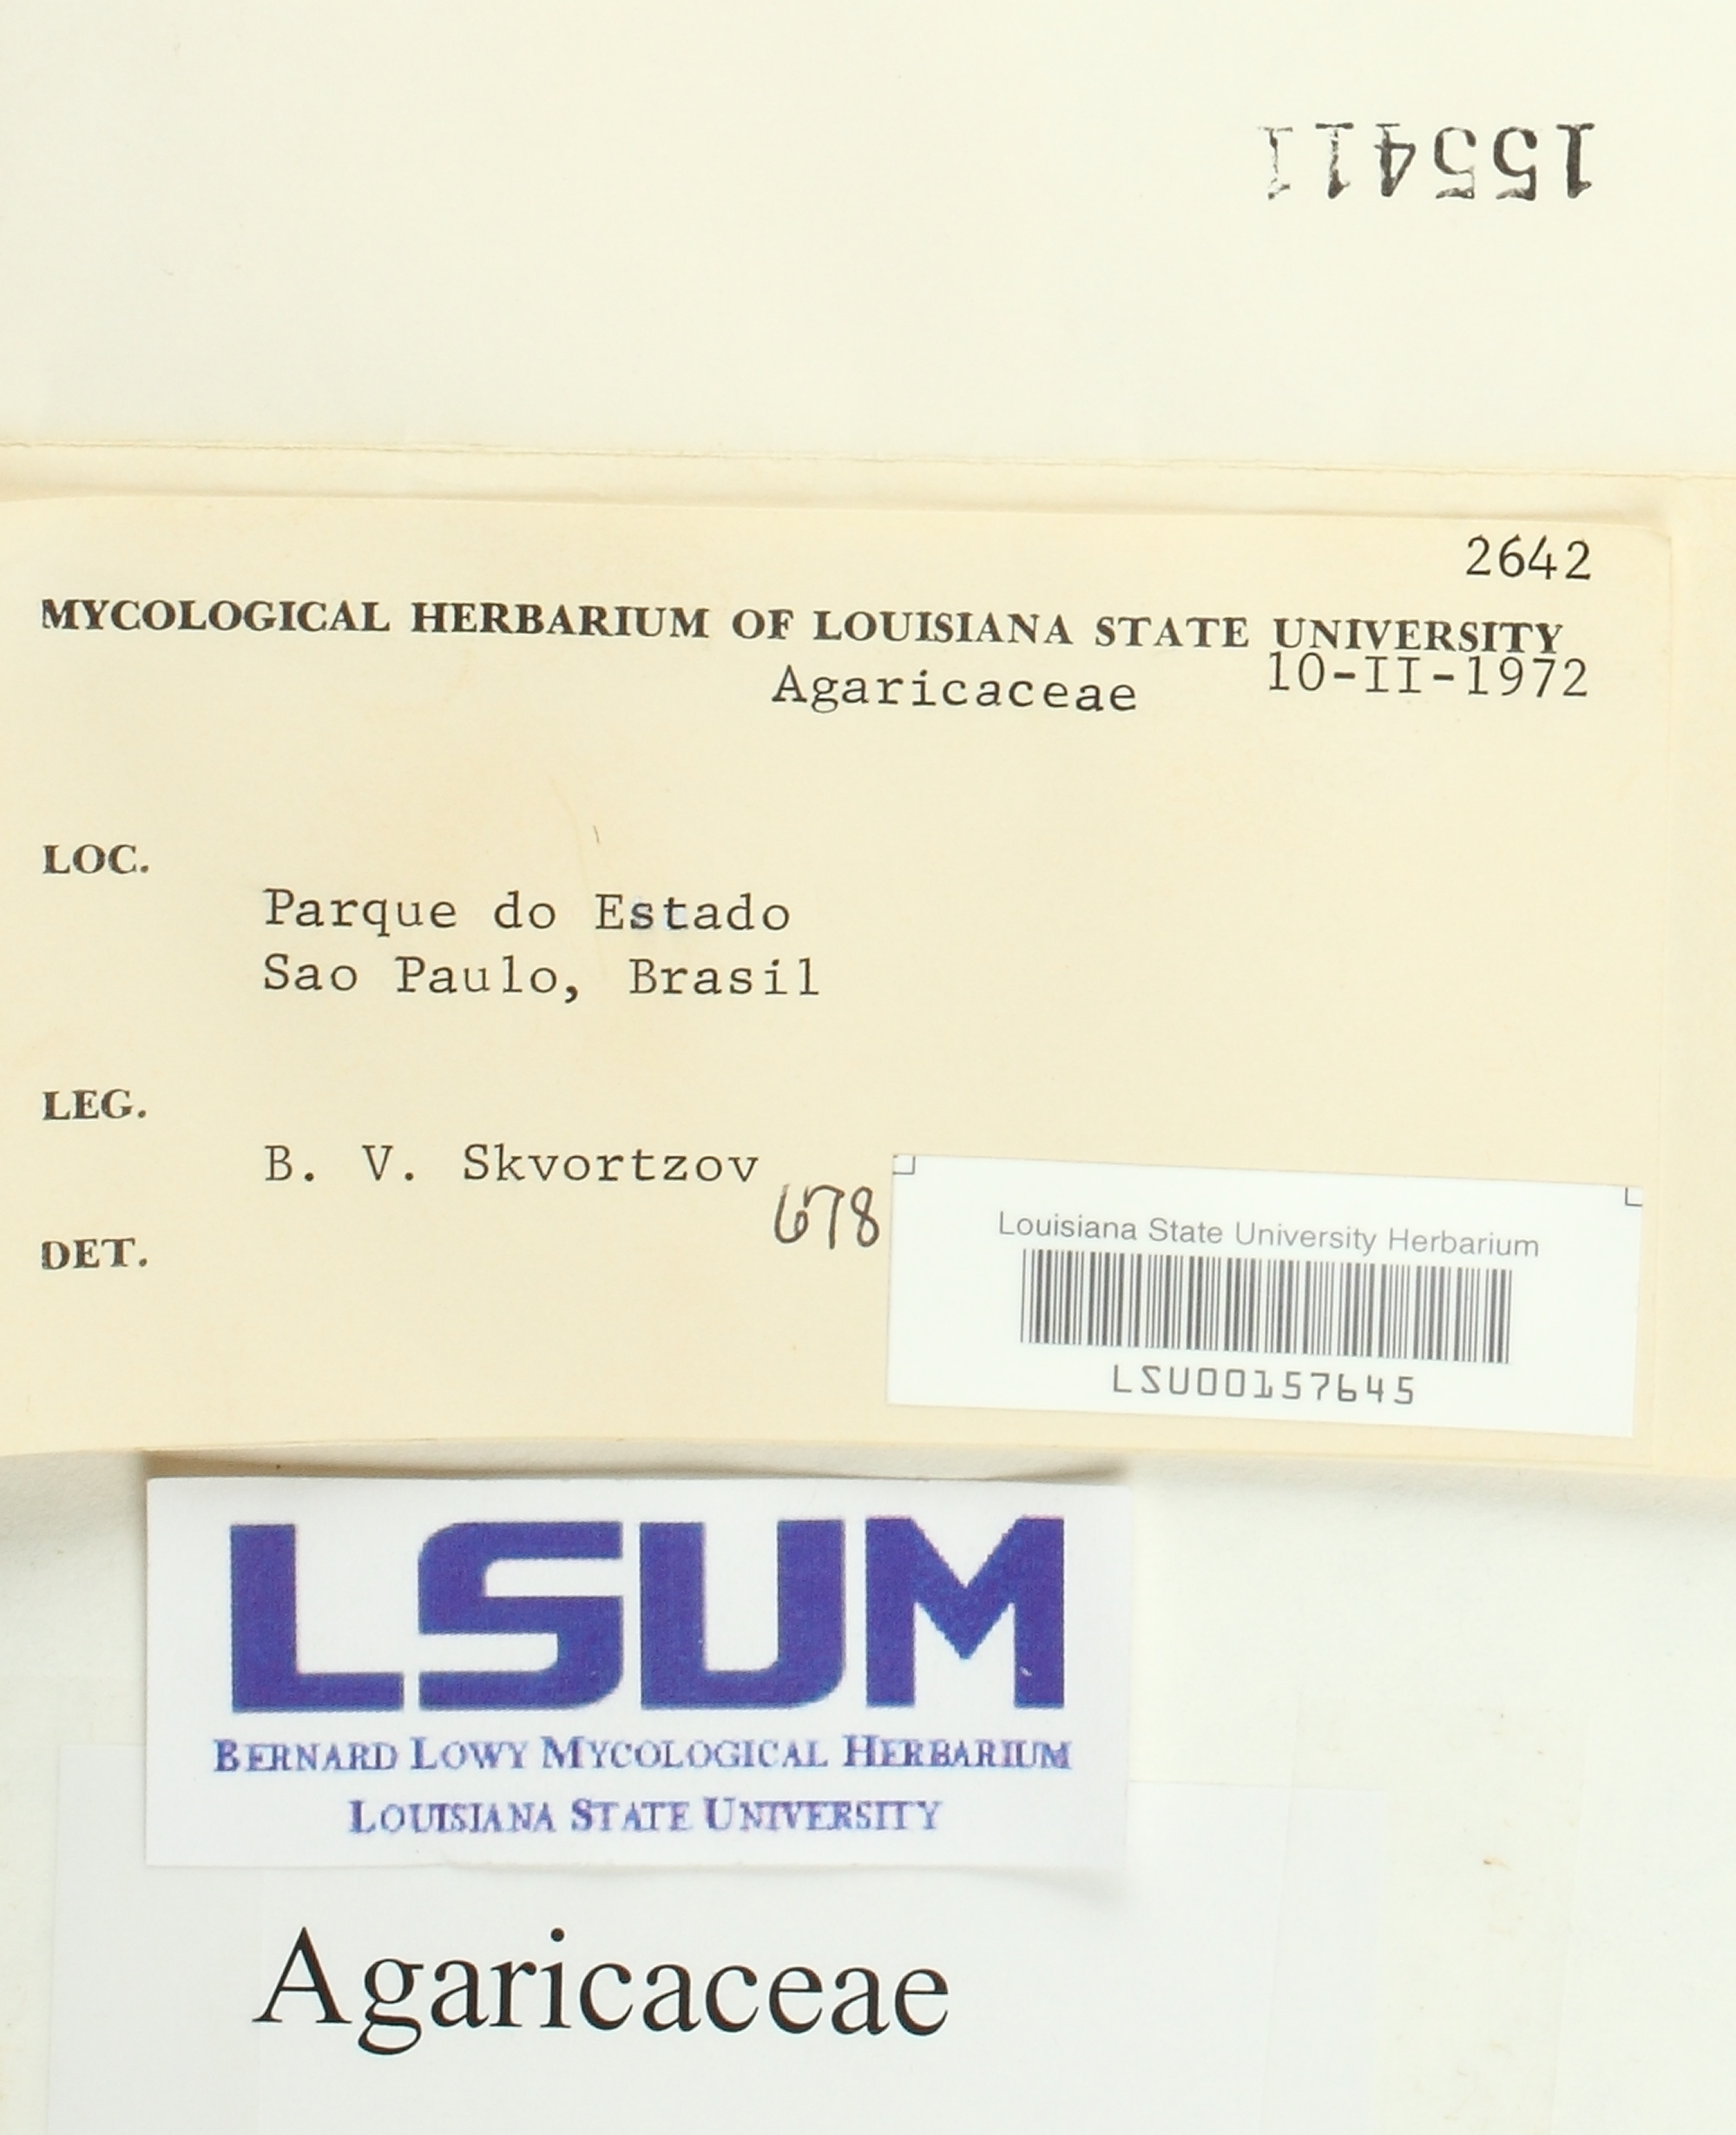 15541
2642
MYCOLOGICAL HERBARIUM OF LOUISIANA STATE UNIVERSITY
Agaricaceae 10-II-1972
LOC.
Parque do Estado
Sao Paulo, Brasil
LEG.
B. V. Skvortzov
678
DET.
Louisiana State University Herbarium
LSU00157645
LSUM
BERNARD LOWY MYCOLOGICAL HERBARIUM
LOUISIANA STATE UNIVERSITY
Agaricaceae